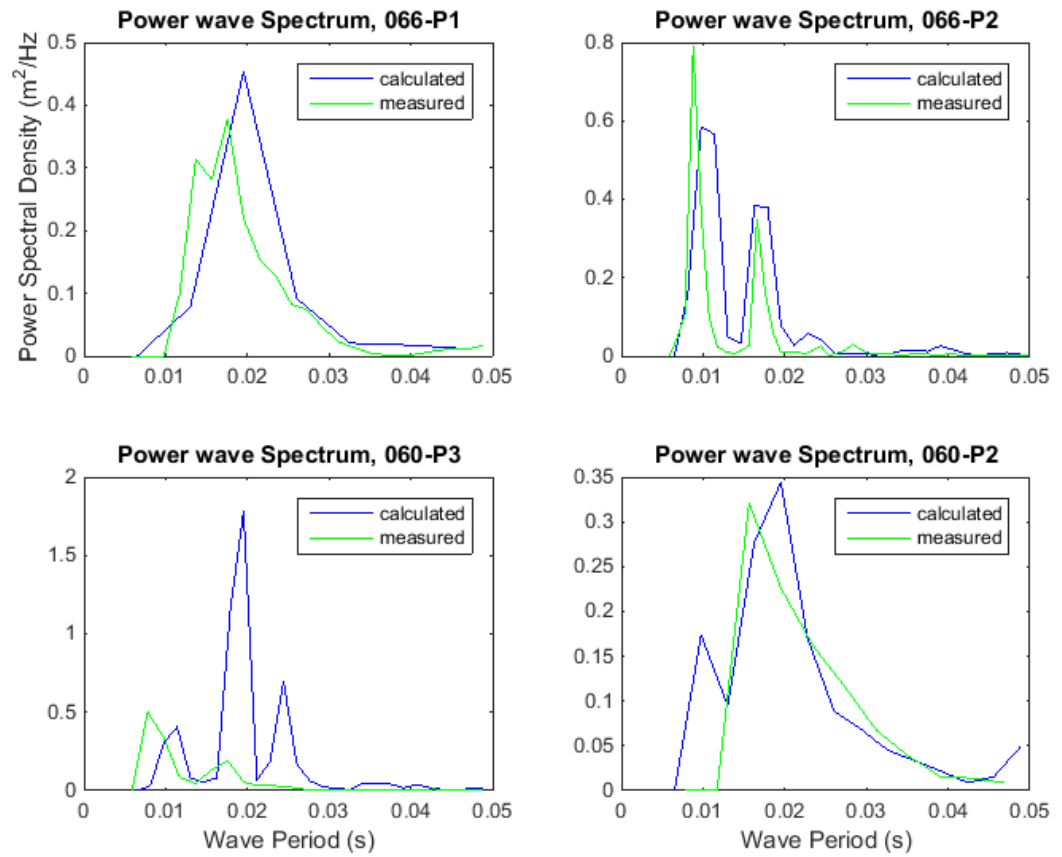 Power wave Spectrum, 066-P1
Power Spectral Density (m²/Hz)
0.5
0.4
0.3
0.2
0.1
0
0 0.01 0.02 0.03 0.04 0.05
calculated
measured
Power wave Spectrum, 066-P2
0.8
0.6
0.4
0.2
0
0 0.01 0.02 0.03 0.04 0.05
calculated
measured
Power wave Spectrum, 060-P3
2
1.5
1
0.5
0
0 0.01 0.02 0.03 0.04 0.05
Wave Period (s)
calculated
measured
Power wave Spectrum, 060-P2
0.35
0.3
0.25
0.2
0.15
0.1
0.05
0
0 0.01 0.02 0.03 0.04 0.05
Wave Period (s)
calculated
measured